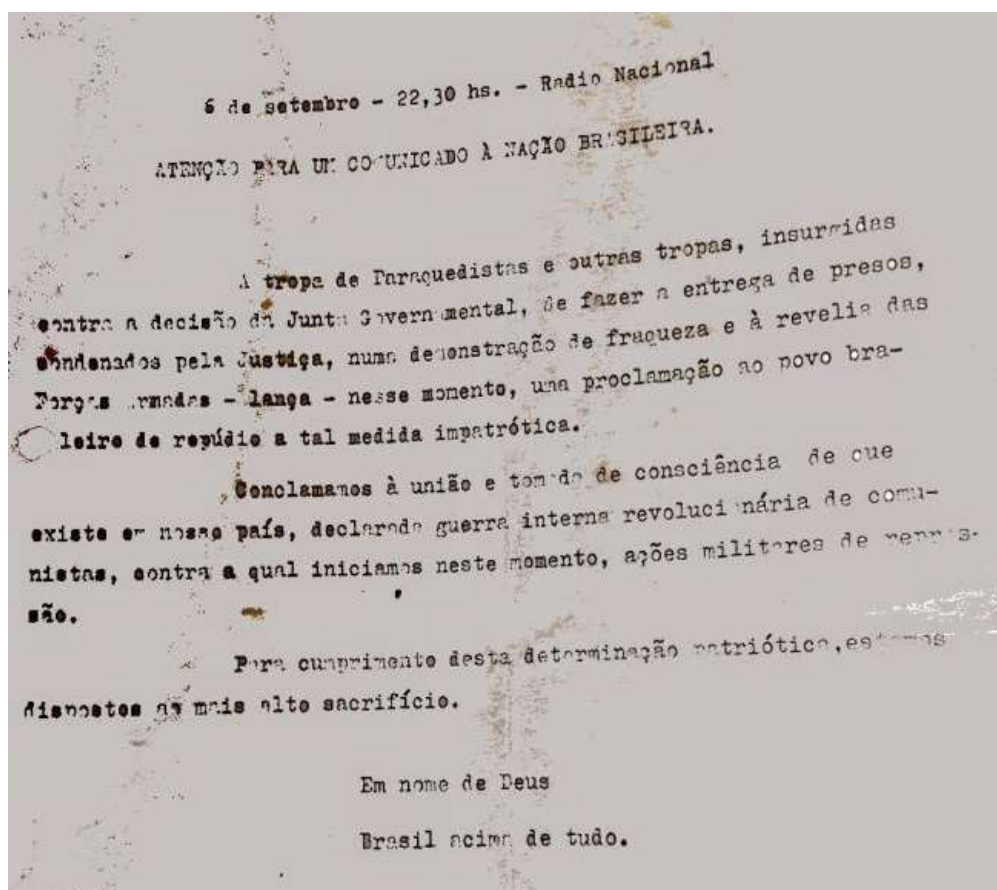 6 de setembro - 22,30 hs. - Radio Nacional
ATENÇÃO PARA UM COMUNICADO À NAÇÃO BRASILEIRA.
A tropa de Paraquedistas e outras tropas, insurgidas
contra a decisão da Junta Governamental, de fazer a entrega de presos,
condenados pela Justiça, numa demonstração de fraqueza e à revelia das
Forças Armadas - lança - nesse momento, uma proclamação ao povo bra-
leiro de repúdio a tal medida impatrótica.
Conclamamos à união e tomada de consciência de que
existe em nosso país, declarada guerra interna revolucionária de comu-
nistas, contra a qual iniciamos neste momento, ações militares de repres-
são.
Para cumprimento desta determinação patriótica, estamos
dispostos ao mais alto sacrifício.
Em nome de Deus
Brasil acima de tudo.